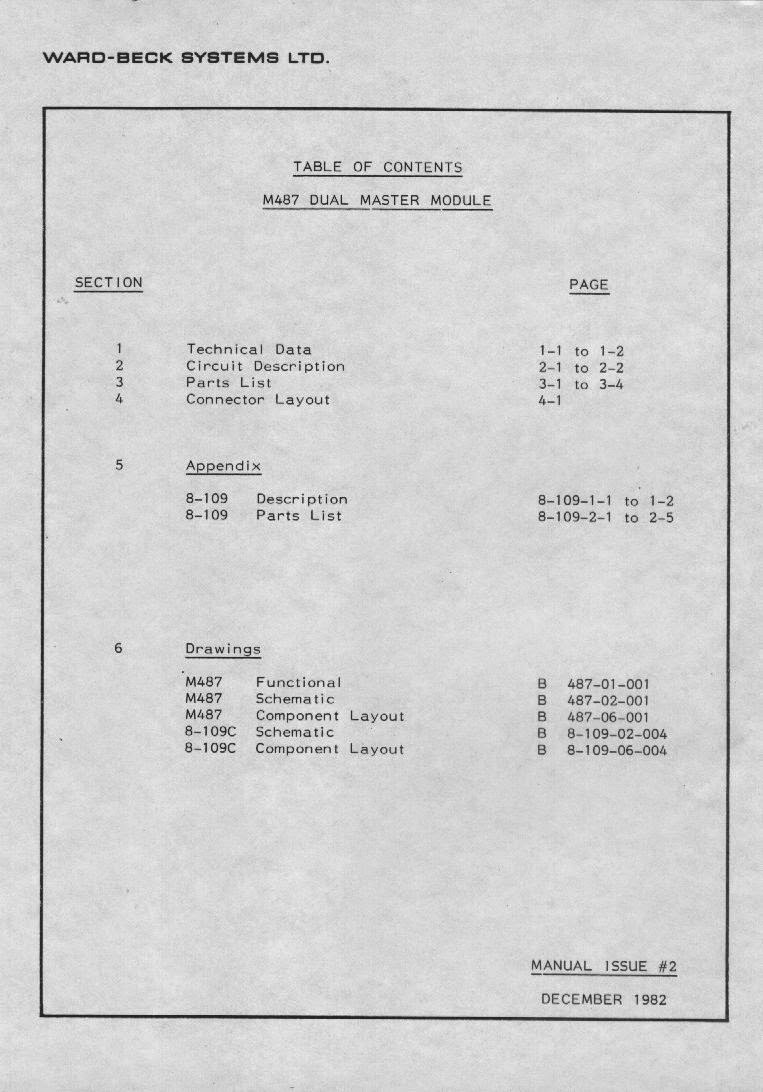 WARD-BECK SYSTEMS LTD.
TABLE OF CONTENTS
M487 DUAL MASTER MODULE
SECTION PAGE
1 Technical Data 1-1 to 1-2
2 Circuit Description 2-1 to 2-2
3 Parts List 3-1 to 3-4
4 Connector Layout 4-1
5 Appendix
8-109 Description 8-109-1-1 to 1-2
8-109 Parts List 8-109-2-1 to 2-5
6 Drawings
M487 Functional B 487-01-001
M487 Schematic B 487-02-001
M487 Component Layout B 487-06-001
8-109C Schematic B 8-109-02-004
8-109C Component Layout B 8-109-06-004
MANUAL ISSUE #2
DECEMBER 1982